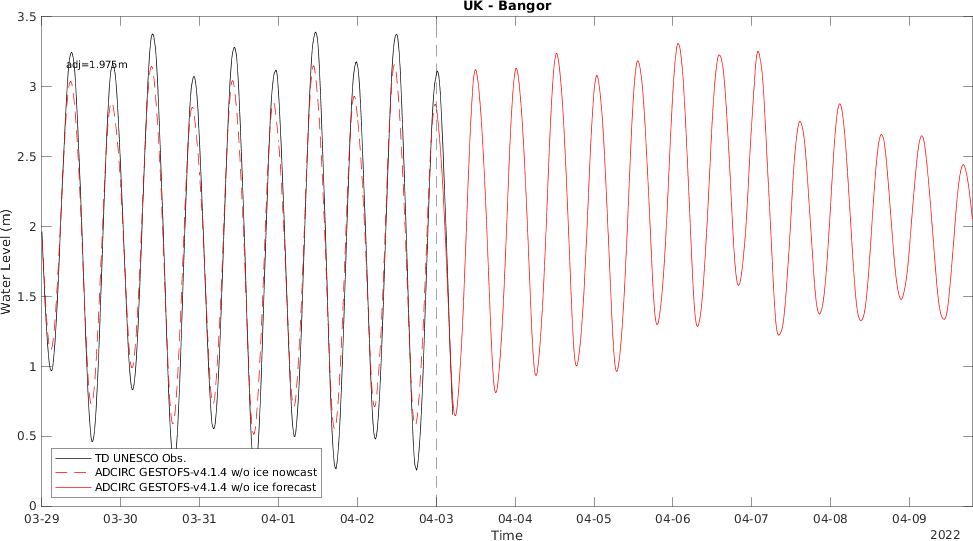 UK - Bangor
3.5
adj=1.975m
3
2.5
2
1.5
1
0.5
0
Water Level (m)
TD UNESCO Obs.
ADCIRC GESTOFS-v4.1.4 w/o ice nowcast
ADCIRC GESTOFS-v4.1.4 w/o ice forecast
03-29 03-30 03-31 04-01 04-02 04-03 04-04 04-05 04-06 04-07 04-08 04-09
Time
2022